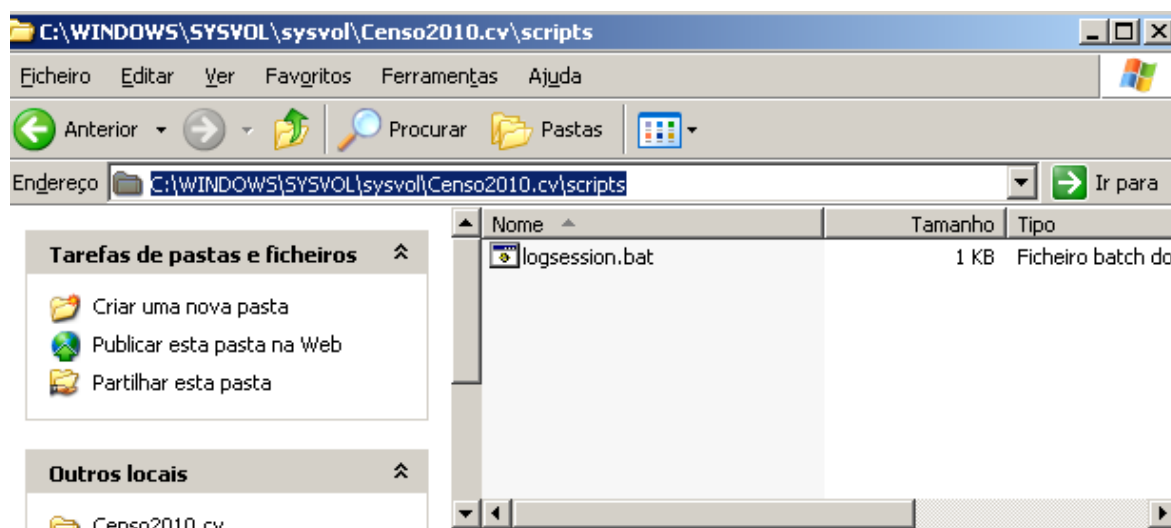 C:\WINDOWS\SYSVOL\sysvol\Censo2010.cv\scripts
Ficheiro Editar Ver Favoritos Ferramentas Ajuda
Anterior Procurar Pastas
Endereço C:\WINDOWS\SYSVOL\sysvol\Censo2010.cv\scripts Ir para
Nome Tamanho Tipo
Tarefas de pastas e ficheiros
logsession.bat 1 KB Ficheiro batch do
Criar uma nova pasta
Publicar esta pasta na Web
Partilhar esta pasta
Outros locais
Censo2010.cv